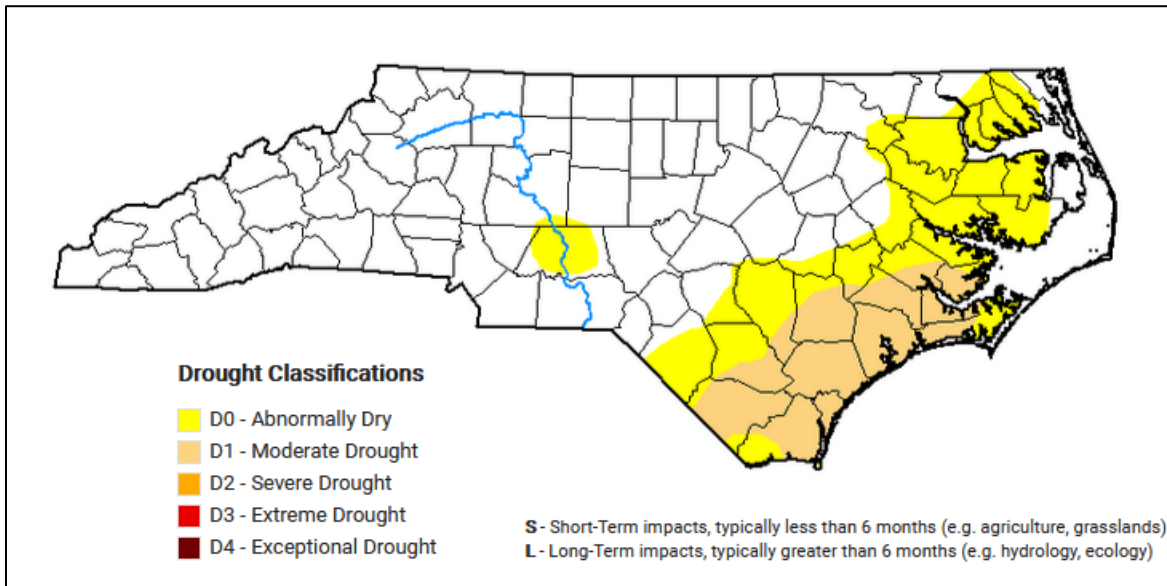 Drought Classifications
D0 - Abnormally Dry
D1 - Moderate Drought
D2 - Severe Drought
D3 - Extreme Drought
D4 - Exceptional Drought
S - Short-Term impacts, typically less than 6 months (e.g. agriculture, grasslands)
L - Long-Term impacts, typically greater than 6 months (e.g. hydrology, ecology)